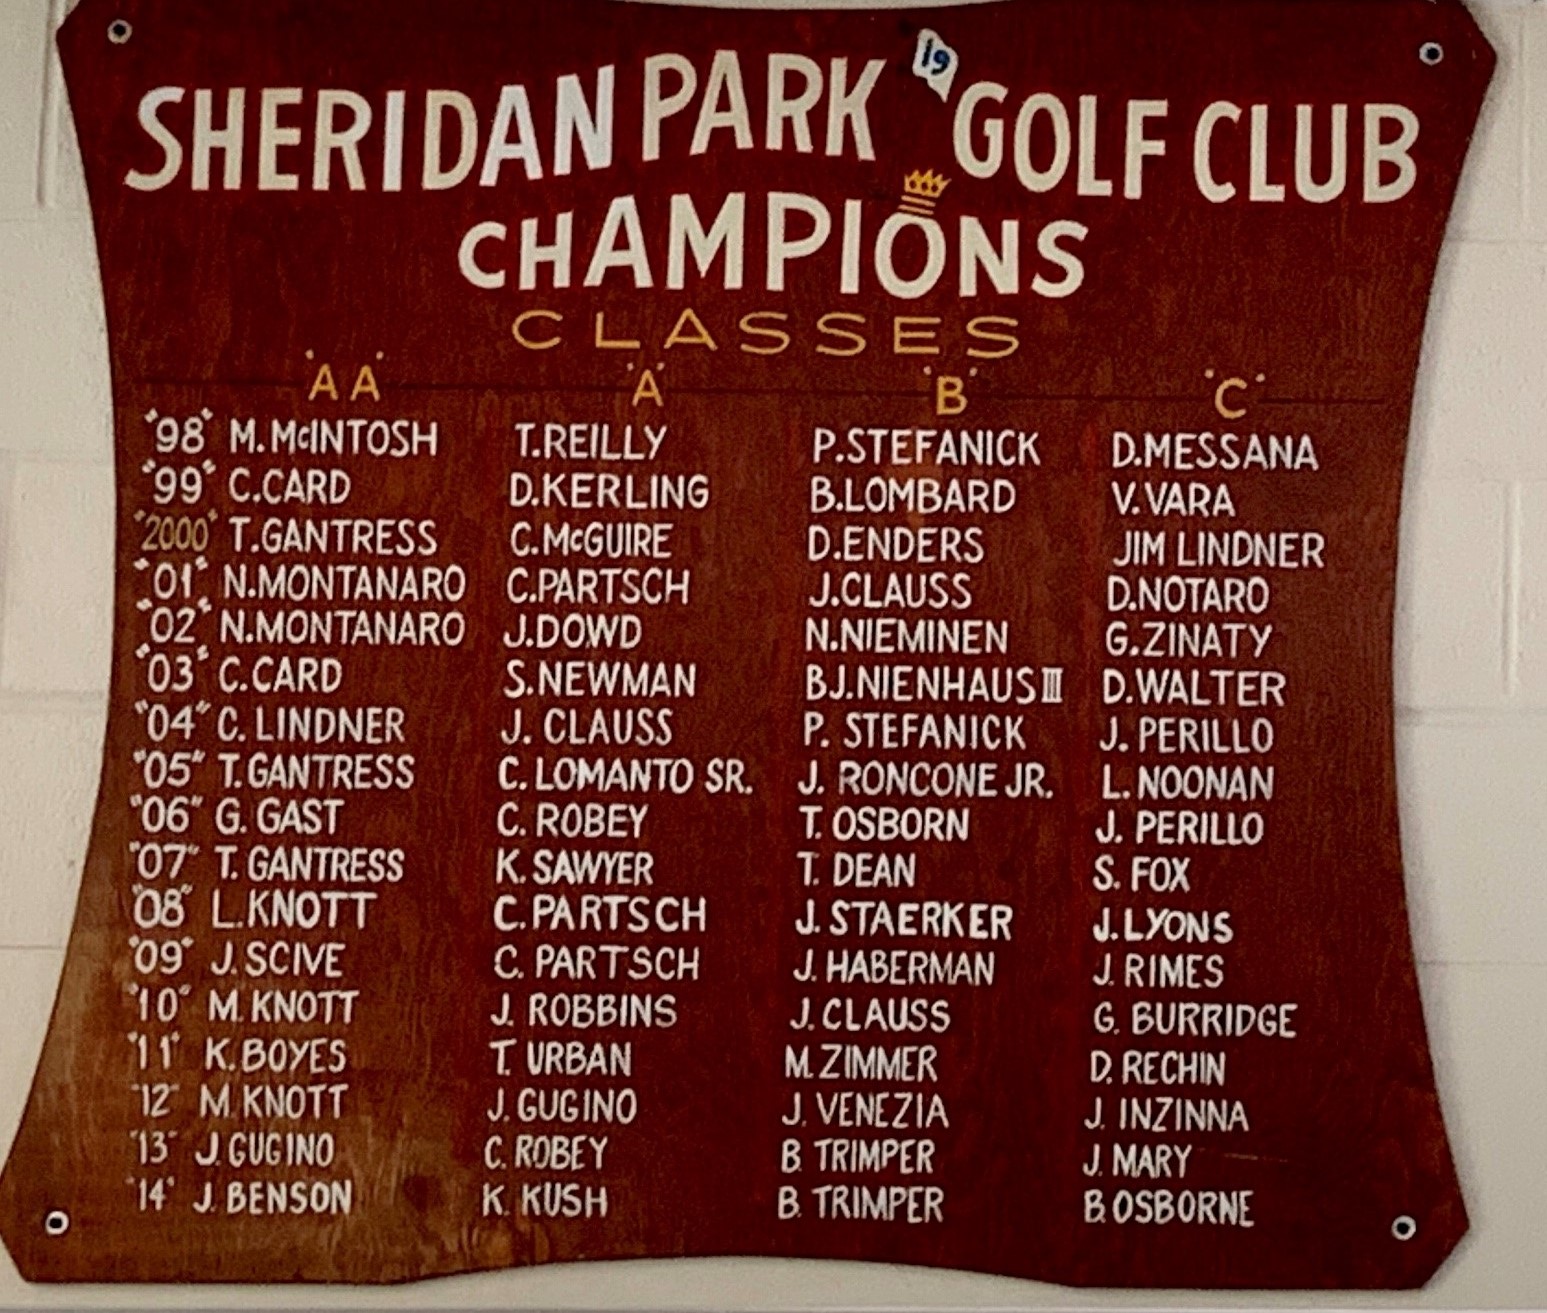 19
SHERIDAN PARK GOLF CLUB
CHAMPIONS
CLASSES
"AA" "A" "B" "C"
"98" M. McINTOSH T. REILLY P. STEFANICK D. MESSANA
"99" C. CARD D. KERLING B. LOMBARD V. VARA
"2000" T. GANTRESS C. McGUIRE D. ENDERS JIM LINDNER
"01" N. MONTANARO C. PARTSCH J. CLAUSS D. NOTARO
"02" N. MONTANARO J. DOWD N. NIEMINEN G. ZINATY
"03" C. CARD S. NEWMAN B.J. NIENHAUS III D. WALTER
"04" C. LINDNER J. CLAUSS P. STEFANICK J. PERILLO
"05" T. GANTRESS C. LOMANTO SR. J. RONCONE JR. L. NOONAN
"06" G. GAST C. ROBEY T. OSBORN J. PERILLO
"07" T. GANTRESS K. SAWYER T. DEAN S. FOX
"08" L. KNOTT C. PARTSCH J. STAERKER J. LYONS
"09" J. SCIVE C. PARTSCH J. HABERMAN J. RIMES
"10" M. KNOTT J. ROBBINS J. CLAUSS G. BURRIDGE
"11" K. BOYES T. URBAN M. ZIMMER D. RECHIN
"12" M. KNOTT J. GUGINO J. VENEZIA J. INZINNA
"13" J. GUGINO C. ROBEY B. TRIMPER J. MARY
"14" J. BENSON K. KUSH B. TRIMPER B. OSBORNE